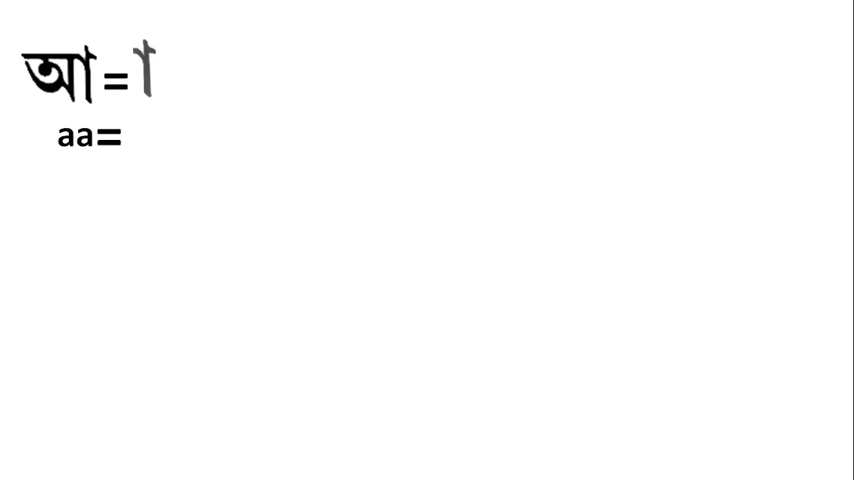 আ = া
aa=